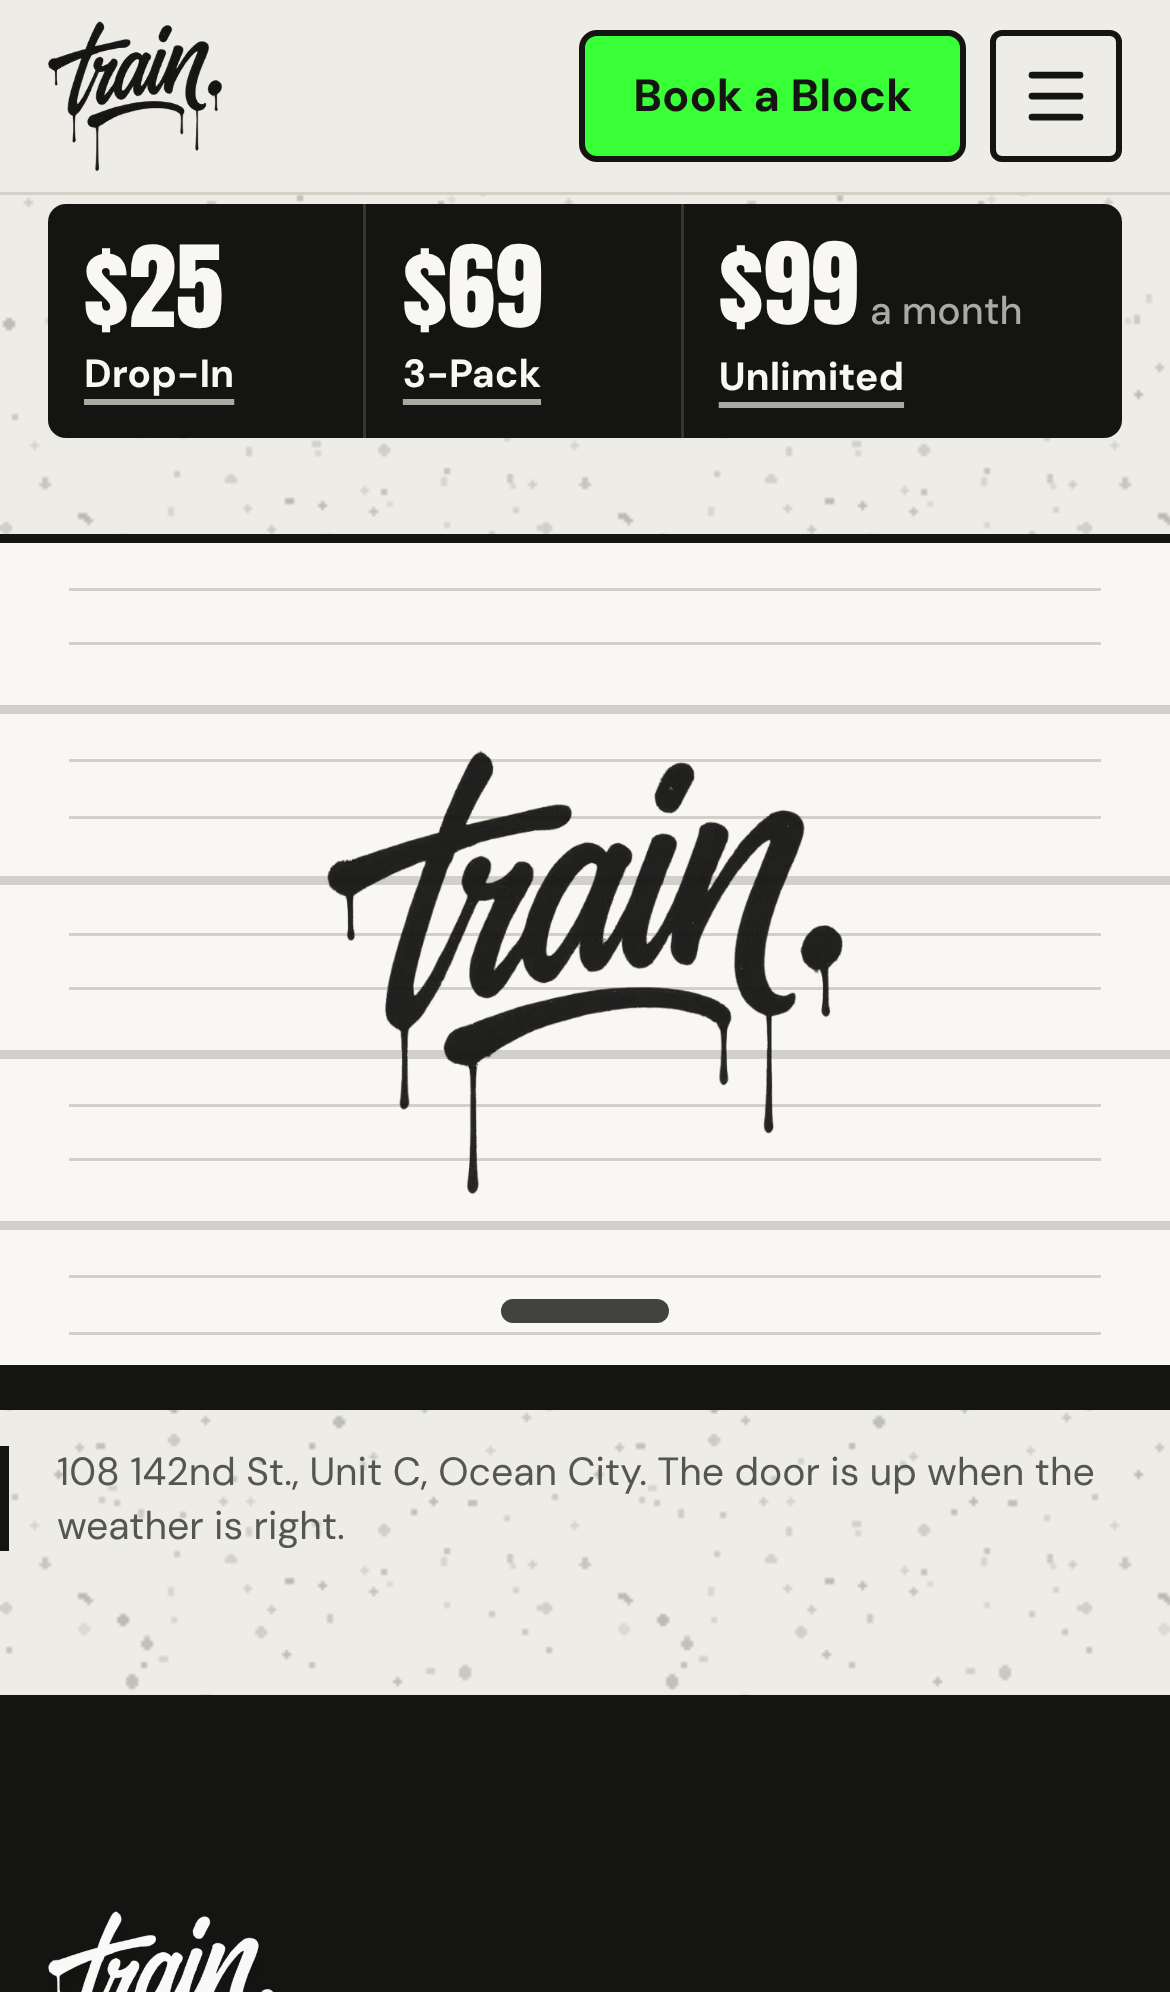 train.
Book a Block
$25
Drop-In
$69
3-Pack
$99 a month
Unlimited
train.
108 142nd St., Unit C, Ocean City. The door is up when the
weather is right.
train.